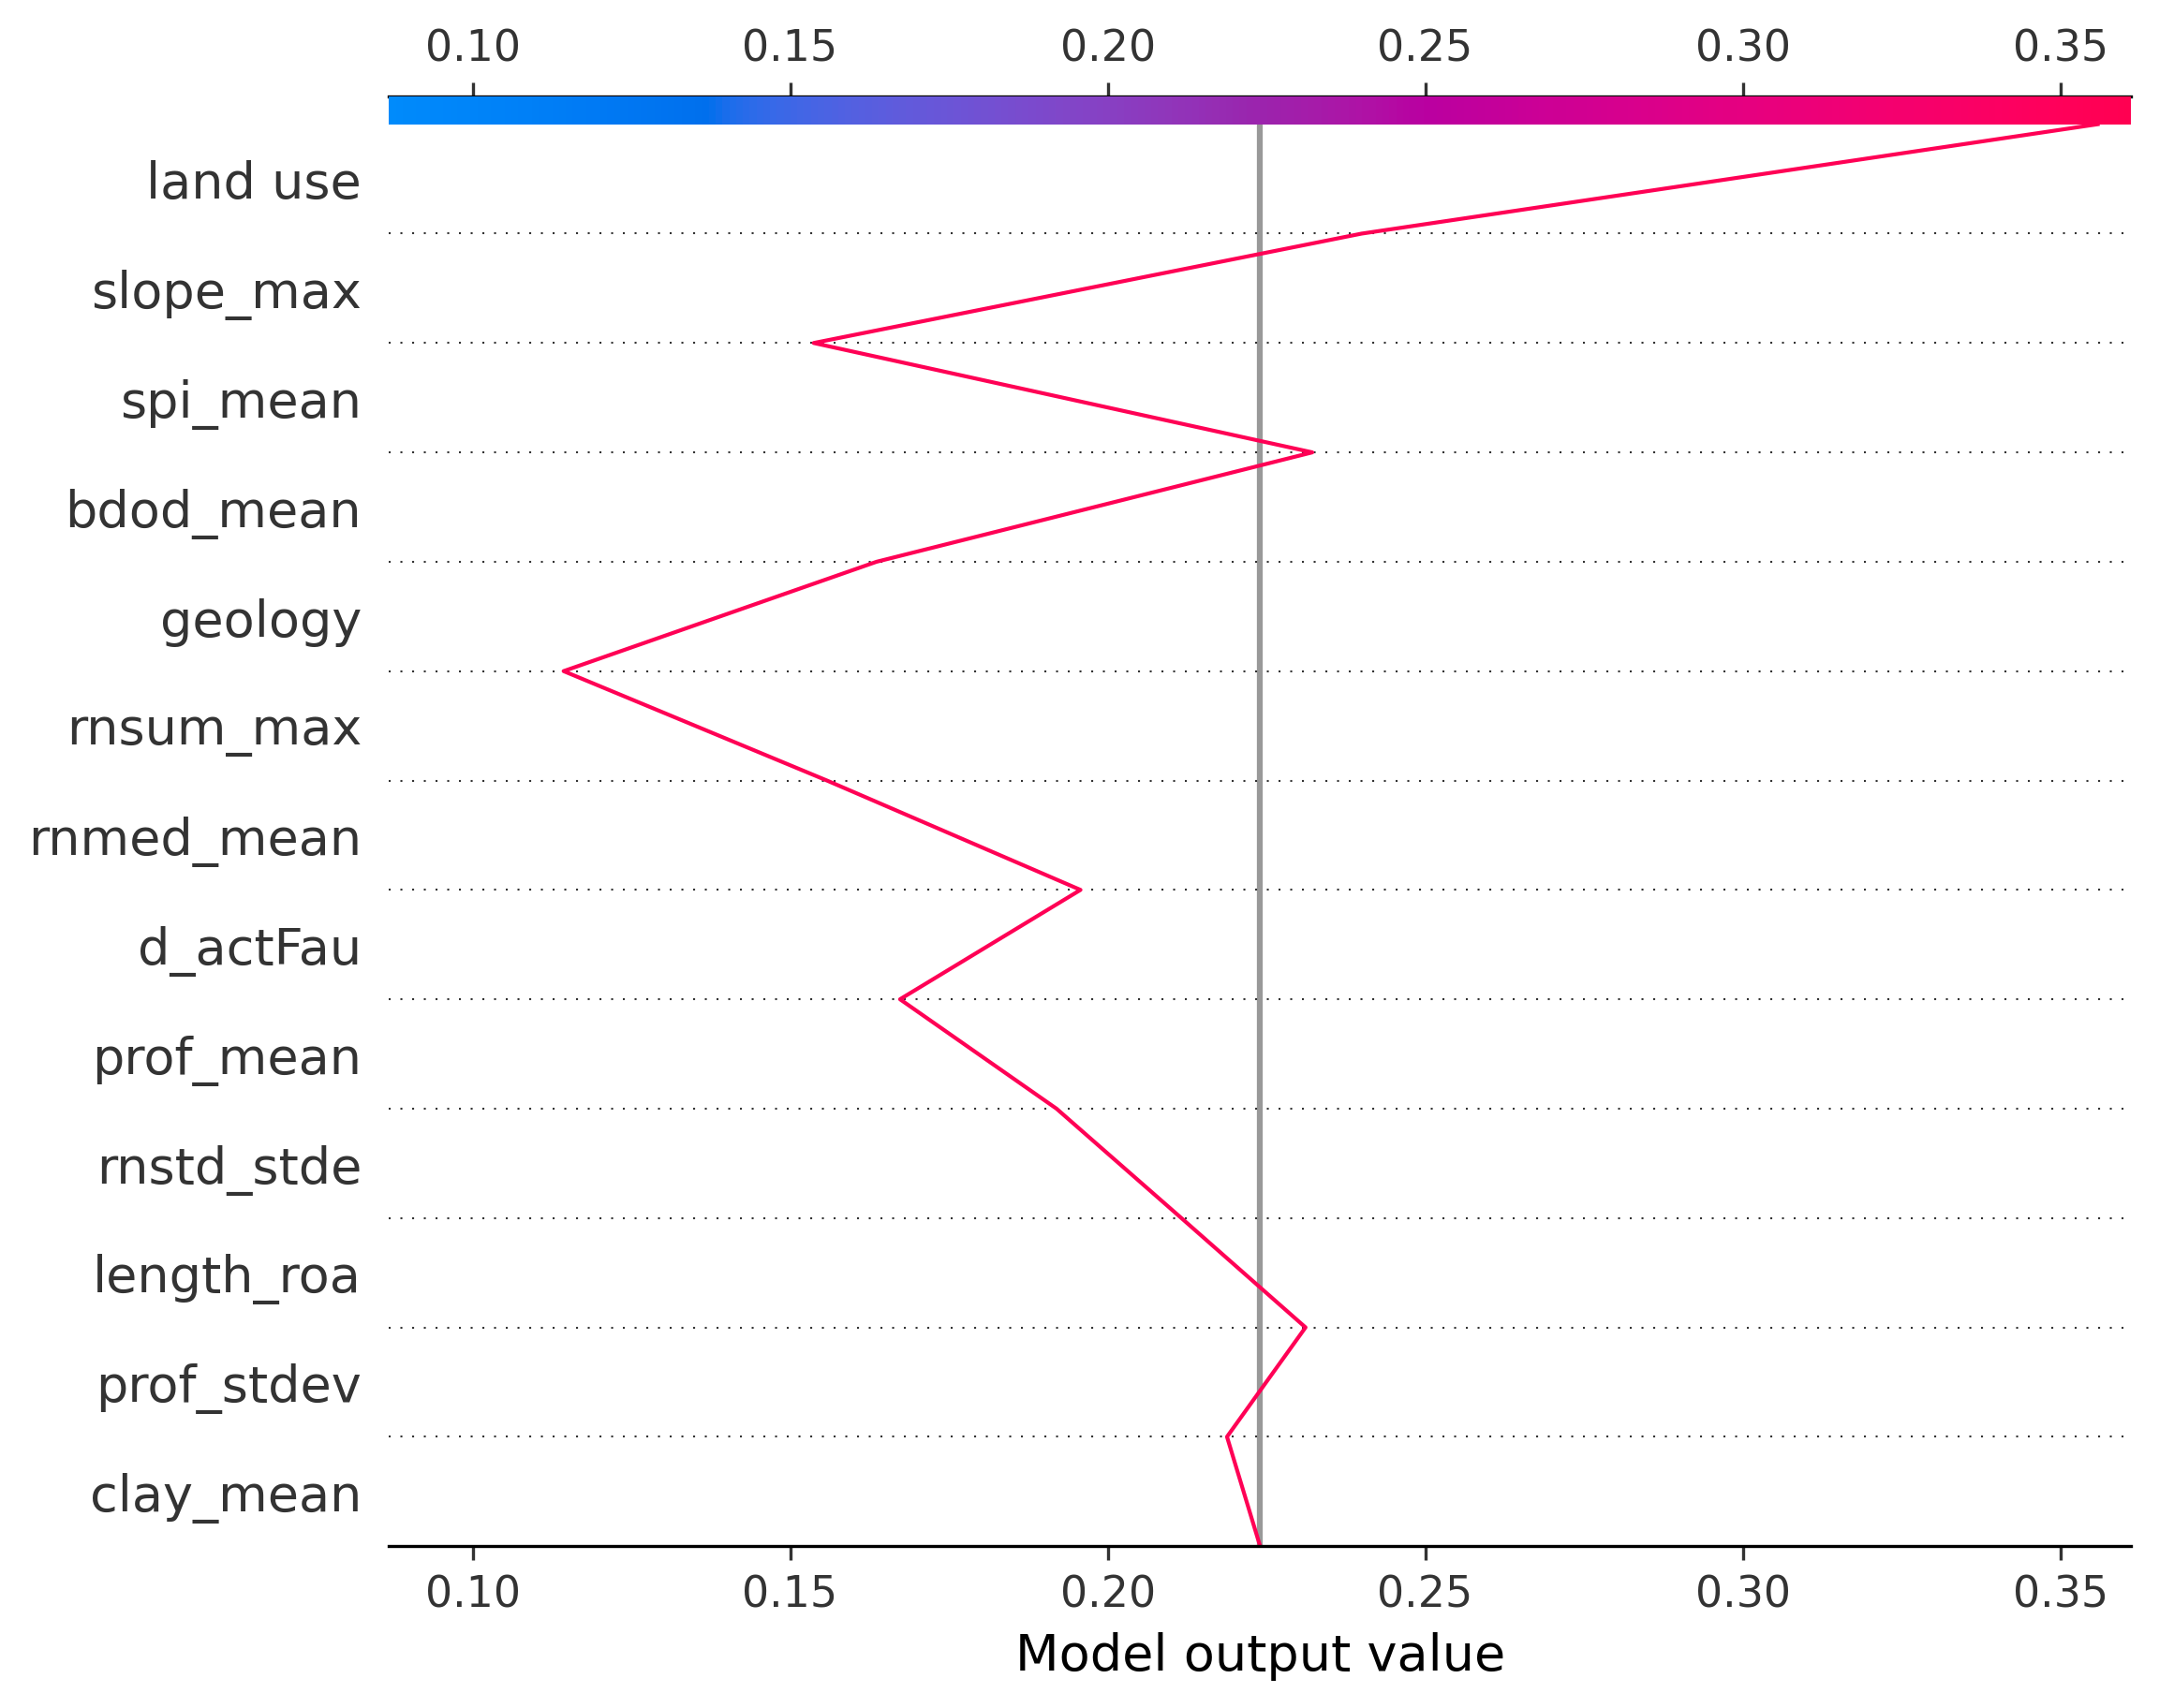 0.10 0.15 0.20 0.25 0.30 0.35
land use
slope_max
spi_mean
bdod_mean
geology
rnsum_max
rnmed_mean
d_actFau
prof_mean
rnstd_stde
length_roa
prof_stdev
clay_mean
0.10 0.15 0.20 0.25 0.30 0.35
Model output value